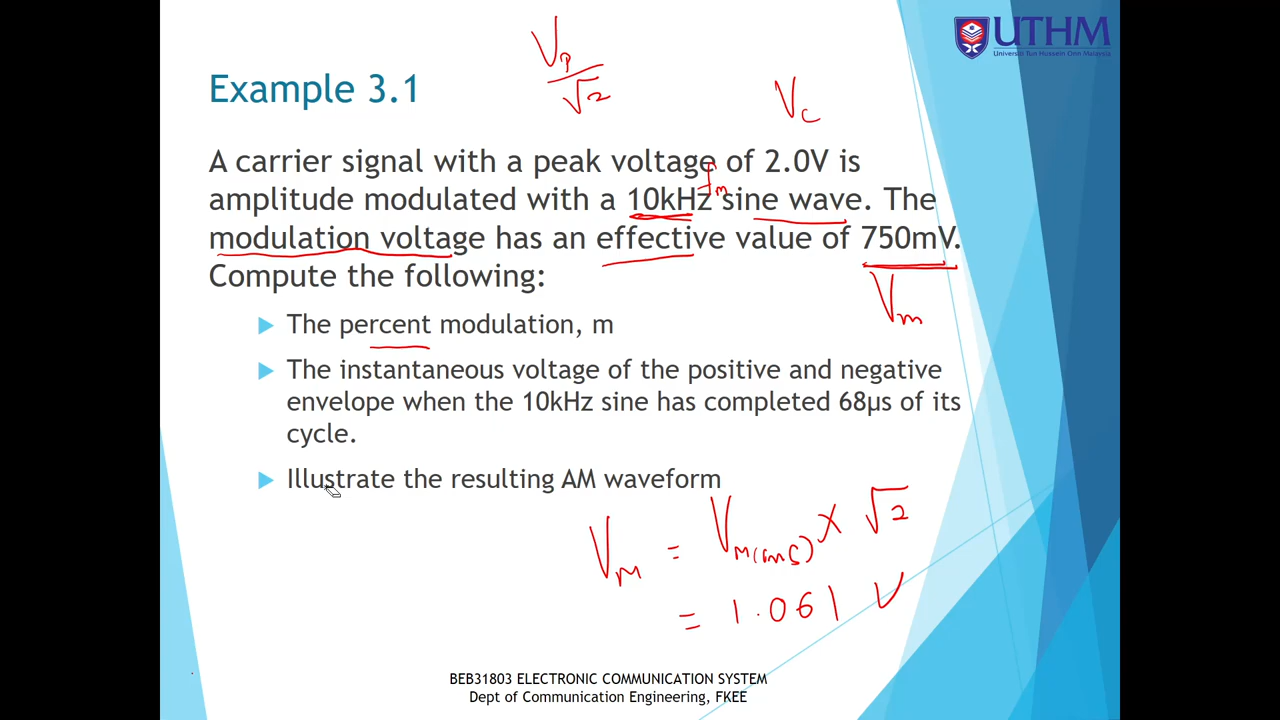 UTHM
Universiti Tun Hussein Onn Malaysia
Vp
√2
Example 3.1
Vc
A carrier signal with a peak voltage of 2.0V is
fm
amplitude modulated with a 10kHz sine wave. The
modulation voltage has an effective value of 750mV.
Compute the following:
Vm
The percent modulation, m
The instantaneous voltage of the positive and negative
envelope when the 10kHz sine has completed 68µs of its
cycle.
Illustrate the resulting AM waveform
VM = VM(rms) × √2
= 1.061 V
BEB31803 ELECTRONIC COMMUNICATION SYSTEM
Dept of Communication Engineering, FKEE